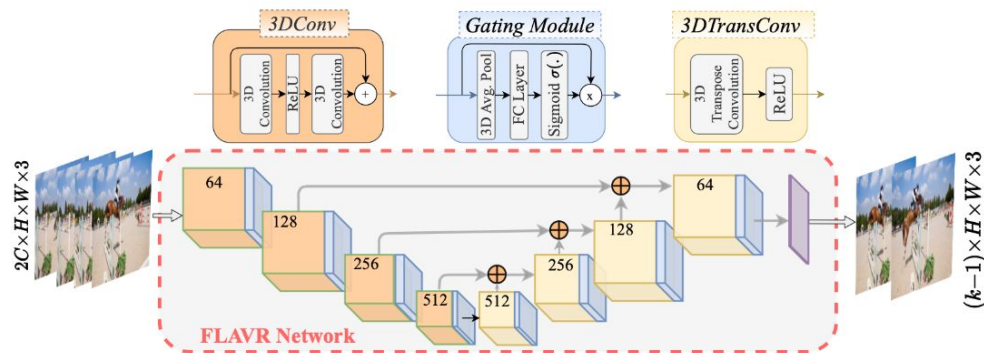 3DConv
Gating Module
3DTransConv
3D
Convolution
ReLU
3D
Convolution
+
3D Avg. Pool
FC Layer
Sigmoid σ(.)
x
3D
Transpose
Convolution
ReLU
2C×H×W×3
64
128
256
512
512
256
128
64
(k−1)×H×W×3
FLAVR Network